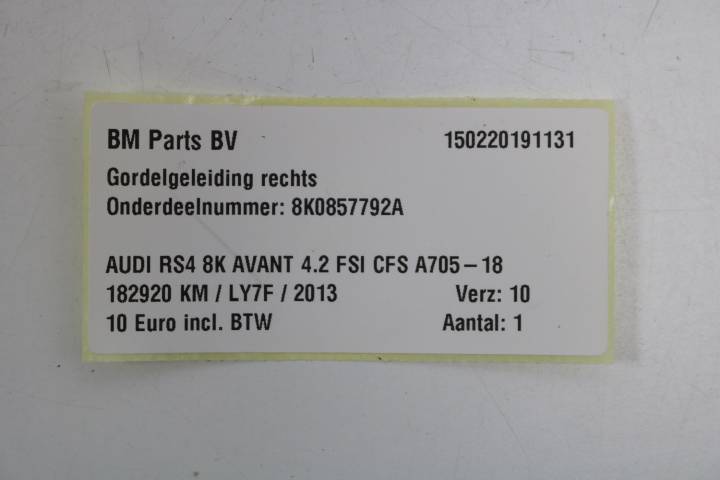 BM Parts BV 150220191131
Gordelgeleiding rechts
Onderdeelnummer: 8K0857792A
AUDI RS4 8K AVANT 4.2 FSI CFS A705-18
182920 KM / LY7F / 2013 Verz: 10
10 Euro incl. BTW Aantal: 1